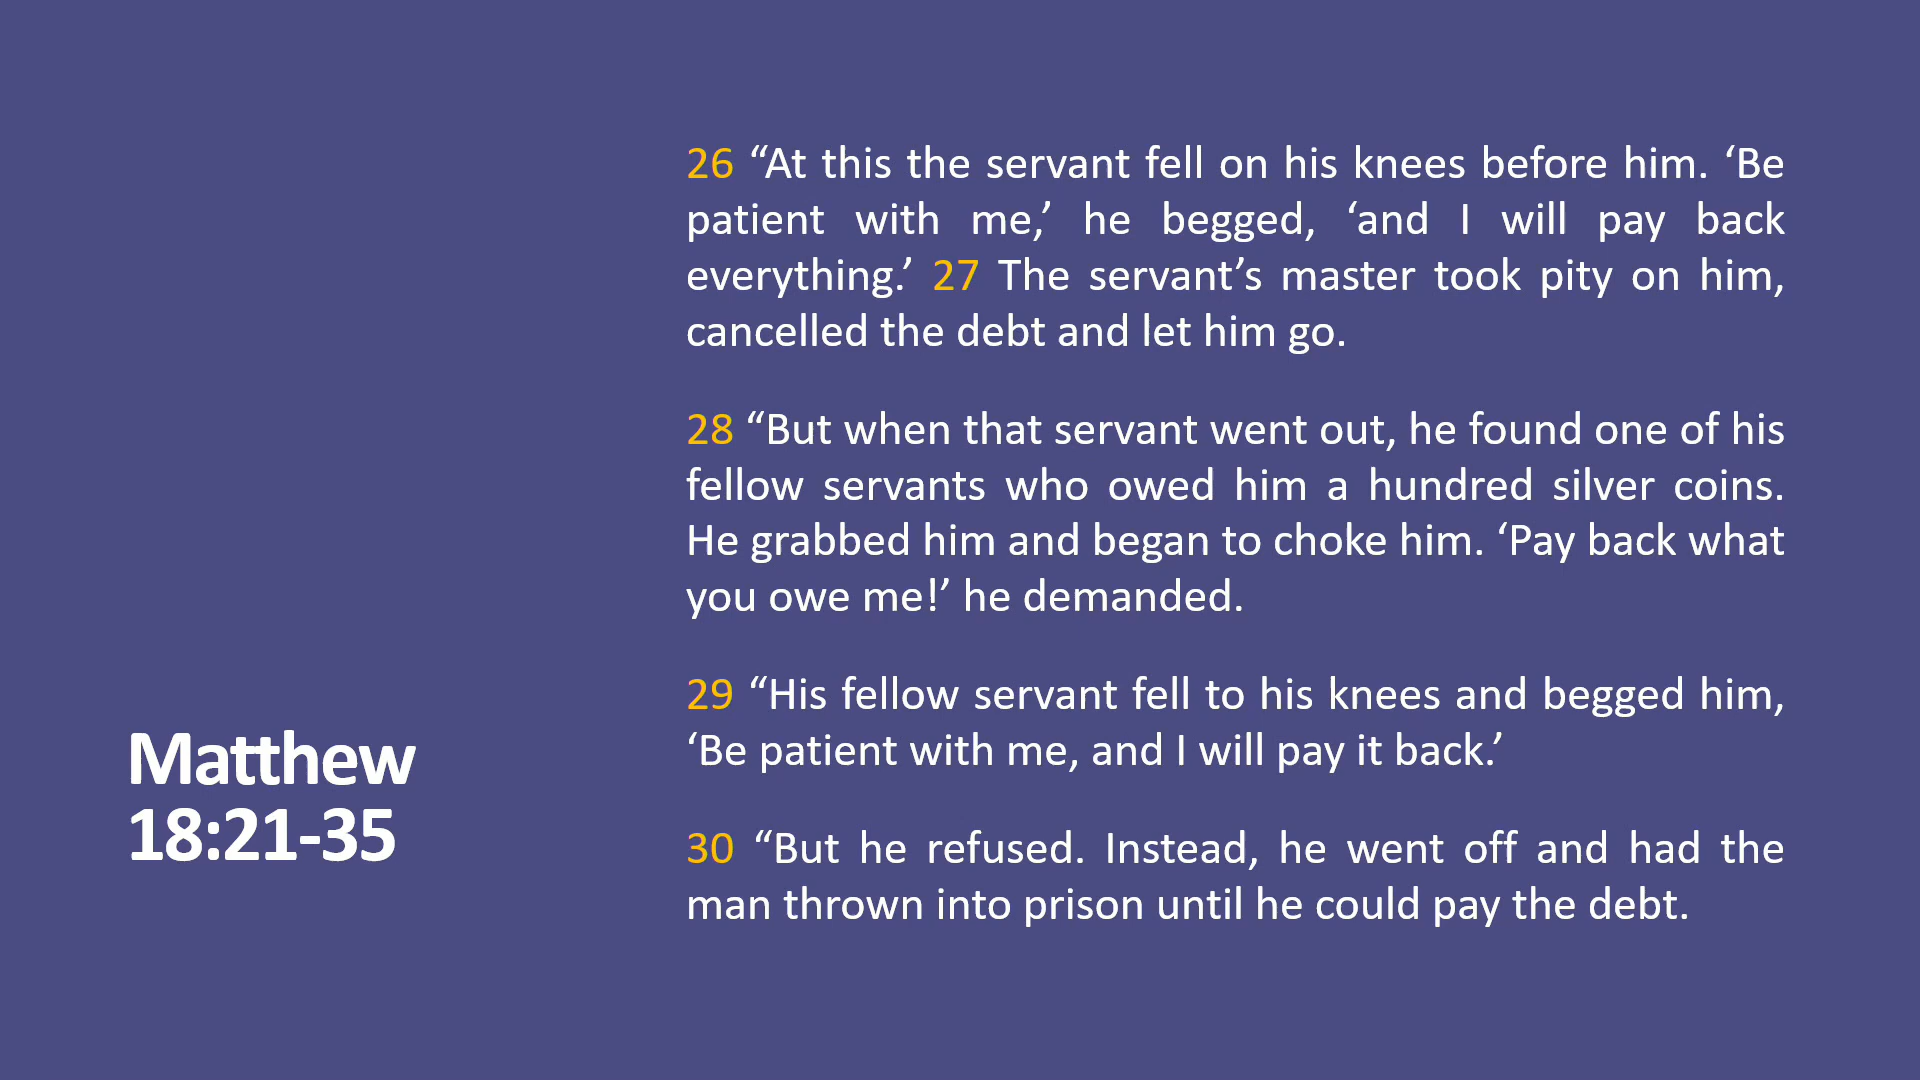 26 “At this the servant fell on his knees before him. ‘Be
patient with me,’ he begged, ‘and I will pay back
everything.’ 27 The servant’s master took pity on him,
cancelled the debt and let him go.
28 “But when that servant went out, he found one of his
fellow servants who owed him a hundred silver coins.
He grabbed him and began to choke him. ‘Pay back what
you owe me!’ he demanded.
29 “His fellow servant fell to his knees and begged him,
‘Be patient with me, and I will pay it back.’
30 “But he refused. Instead, he went off and had the
man thrown into prison until he could pay the debt.
Matthew
18:21-35